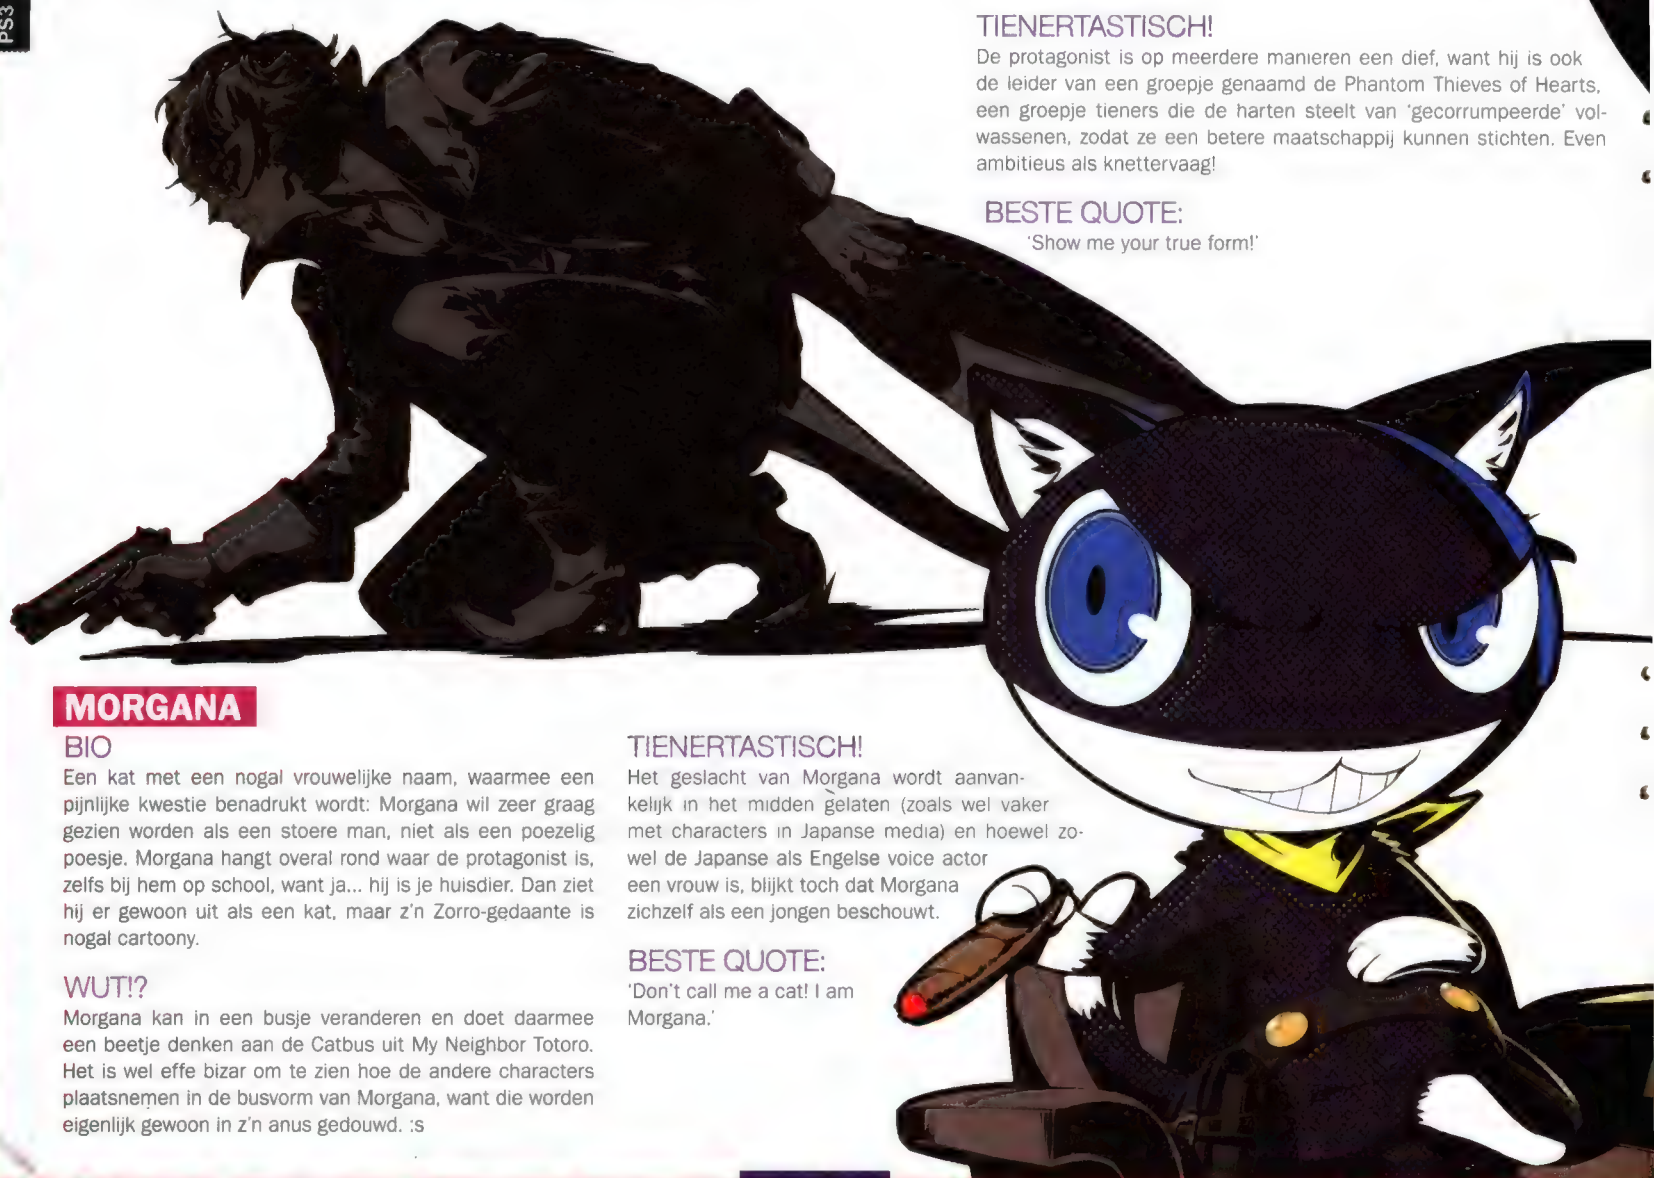 PS3
TIENERTASTISCH!
De protagonist is op meerdere manieren een dief, want hij is ook
de leider van een groepje genaamd de Phantom Thieves of Hearts,
een groepje tieners die de harten steelt van 'gecorrumpeerde' vol-
wassenen, zodat ze een betere maatschappij kunnen stichten. Even
ambitieus als knettervaag!
BESTE QUOTE:
'Show me your true form!'
MORGANA
BIO
Een kat met een nogal vrouwelijke naam, waarmee een
pijnlijke kwestie benadrukt wordt: Morgana wil zeer graag
gezien worden als een stoere man, niet als een poezelig
poesje. Morgana hangt overal rond waar de protagonist is,
zelfs bij hem op school, want ja... hij is je huisdier. Dan ziet
hij er gewoon uit als een kat, maar z'n Zorro-gedaante is
nogal cartoony.
WUT!?
Morgana kan in een busje veranderen en doet daarmee
een beetje denken aan de Catbus uit My Neighbor Totoro.
Het is wel effe bizar om te zien hoe de andere characters
plaatsnemen in de busvorm van Morgana, want die worden
eigenlijk gewoon in z'n anus gedouwd. :s
TIENERTASTISCH!
Het geslacht van Morgana wordt aanvan-
kelijk in het midden gelaten (zoals wel vaker
met characters in Japanse media) en hoewel zo-
wel de Japanse als Engelse voice actor
een vrouw is, blijkt toch dat Morgana
zichzelf als een jongen beschouwt.
BESTE QUOTE:
'Don't call me a cat! I am
Morgana.'